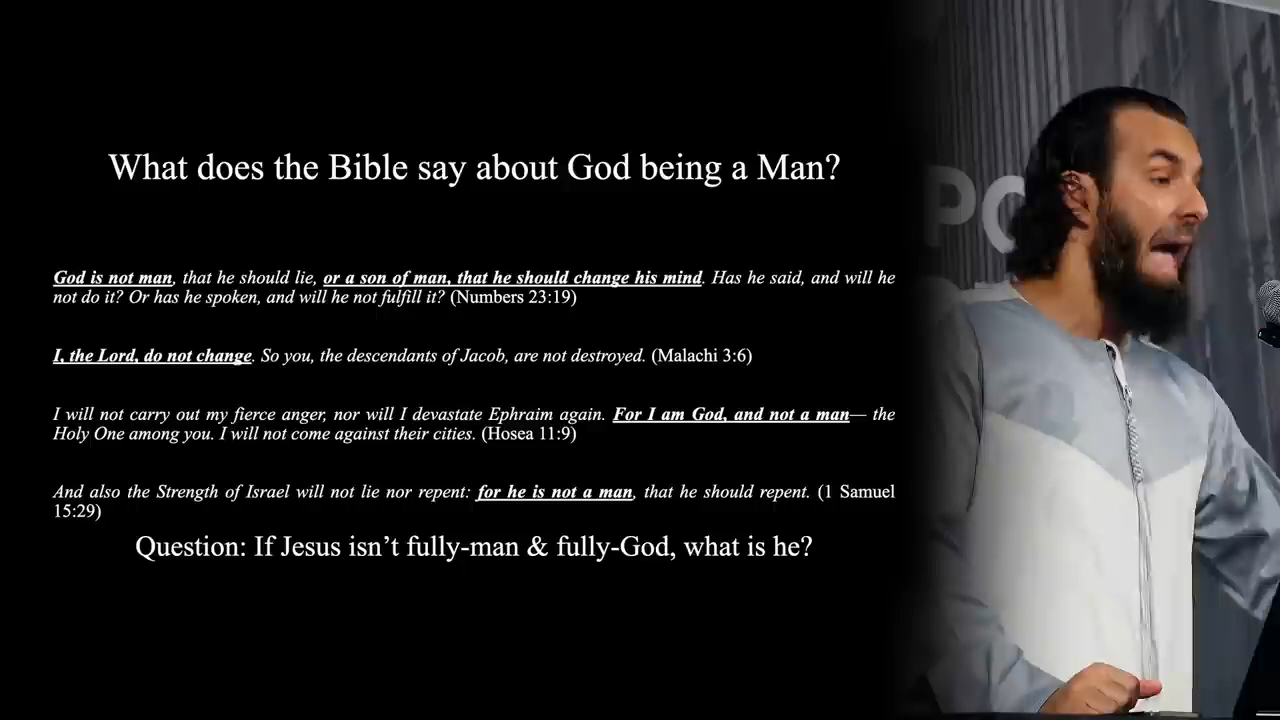 What does the Bible say about God being a Man?
God is not man, that he should lie, or a son of man, that he should change his mind. Has he said, and will he
not do it? Or has he spoken, and will he not fulfill it? (Numbers 23:19)
I, the Lord, do not change. So you, the descendants of Jacob, are not destroyed. (Malachi 3:6)
I will not carry out my fierce anger, nor will I devastate Ephraim again. For I am God, and not a man— the
Holy One among you. I will not come against their cities. (Hosea 11:9)
And also the Strength of Israel will not lie nor repent: for he is not a man, that he should repent. (1 Samuel
15:29)
Question: If Jesus isn’t fully-man & fully-God, what is he?